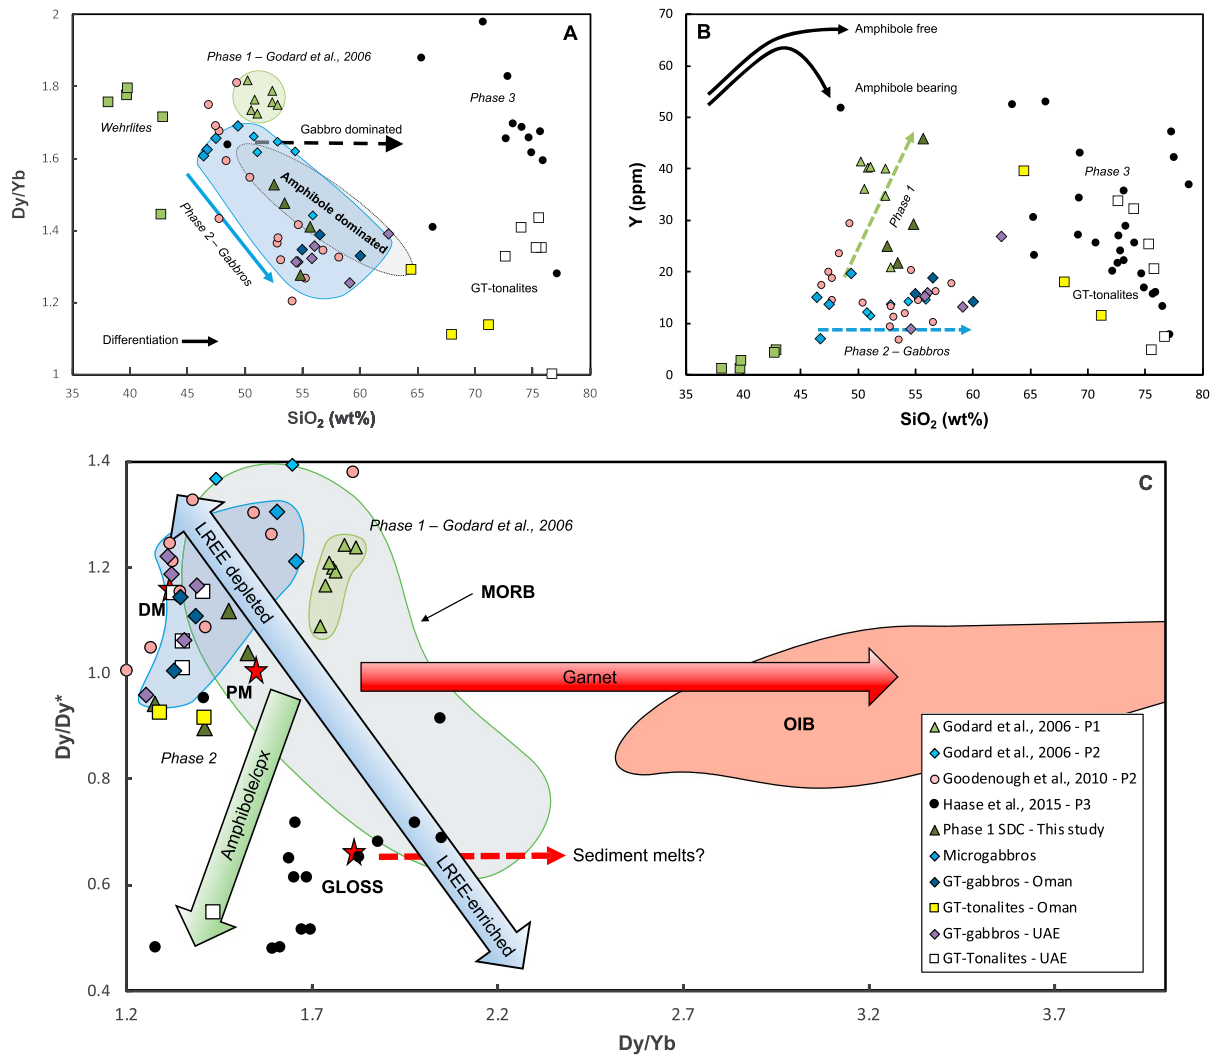 A
2
1.8
1.6
1.4
1.2
1
Dy/Yb
Phase 1 – Godard et al., 2006
Wehrlites
Phase 3
Gabbro dominated
Amphibole dominated
Phase 2 – Gabbros
GT-tonalites
Differentiation
35 40 45 50 55 60 65 70 75 80
SiO₂ (wt%)
B
70
60
50
40
30
20
10
0
Y (ppm)
Amphibole free
Amphibole bearing
Phase 1
Phase 3
GT-tonalites
Phase 2 – Gabbros
35 40 45 50 55 60 65 70 75 80
SiO₂ (wt%)
C
1.4
1.2
1.0
0.8
0.6
0.4
Dy/Dy*
Phase 1 – Godard et al., 2006
LREE depleted
MORB
DM
PM
Garnet
OIB
Phase 2
Amphibole/cpx
GLOSS
Sediment melts?
LREE-enriched
Godard et al., 2006 - P1
Godard et al., 2006 - P2
Goodenough et al., 2010 - P2
Haase et al., 2015 - P3
Phase 1 SDC - This study
Microgabbros
GT-gabbros - Oman
GT-tonalites - Oman
GT-gabbros - UAE
GT-Tonalites - UAE
1.2 1.7 2.2 2.7 3.2 3.7
Dy/Yb